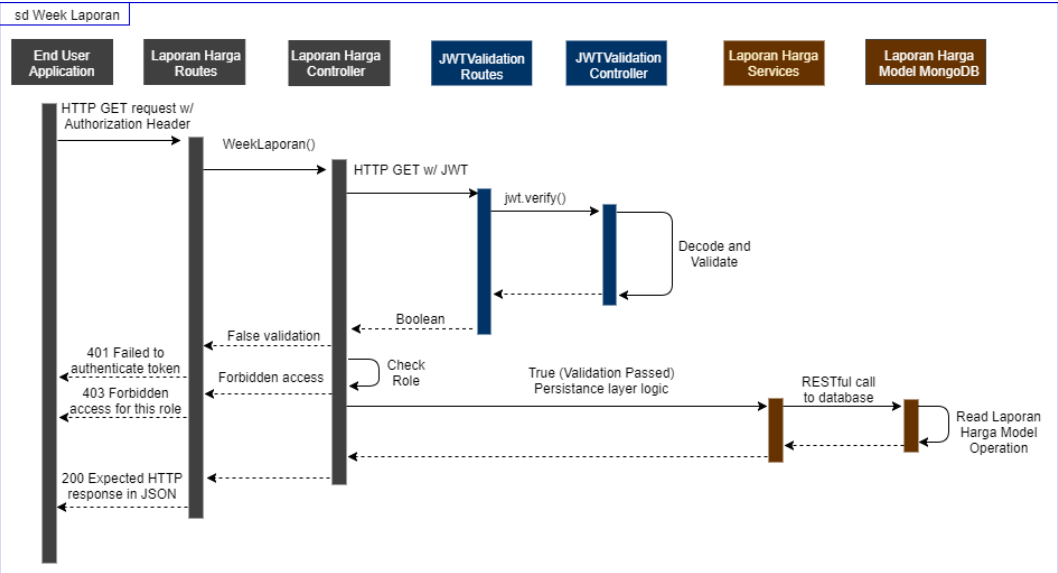 sd Week Laporan
End User
Application
Laporan Harga
Routes
Laporan Harga
Controller
JWTValidation
Routes
JWTValidation
Controller
Laporan Harga
Services
Laporan Harga
Model MongoDB
HTTP GET request w/
Authorization Header
WeekLaporan()
HTTP GET w/ JWT
jwt.verify()
Decode and
Validate
Boolean
False validation
401 Failed to
authenticate token
Check
Role
Forbidden access
403 Forbidden
access for this role
True (Validation Passed)
Persistance layer logic
RESTful call
to database
Read Laporan
Harga Model
Operation
200 Expected HTTP
response in JSON